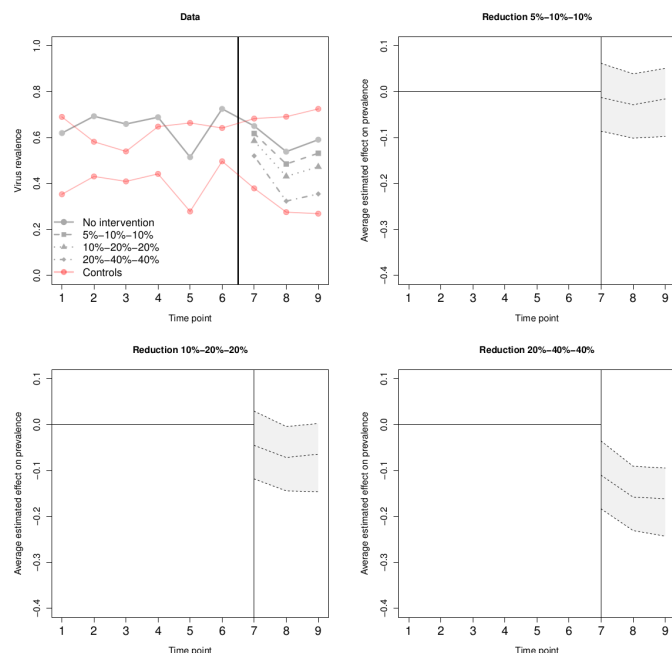 Data
Virus revalence
1.0
0.8
0.6
0.4
0.2
0.0
No intervention
5%−10%−10%
10%−20%−20%
20%−40%−40%
Controls
1 2 3 4 5 6 7 8 9
Time point
Reduction 5%−10%−10%
Average estimated effect on prevalence
0.1
0.0
−0.1
−0.2
−0.3
−0.4
1 2 3 4 5 6 7 8 9
Time point
Reduction 10%−20%−20%
Average estimated effect on prevalence
0.1
0.0
−0.1
−0.2
−0.3
−0.4
1 2 3 4 5 6 7 8 9
Time point
Reduction 20%−40%−40%
Average estimated effect on prevalence
0.1
0.0
−0.1
−0.2
−0.3
−0.4
1 2 3 4 5 6 7 8 9
Time point